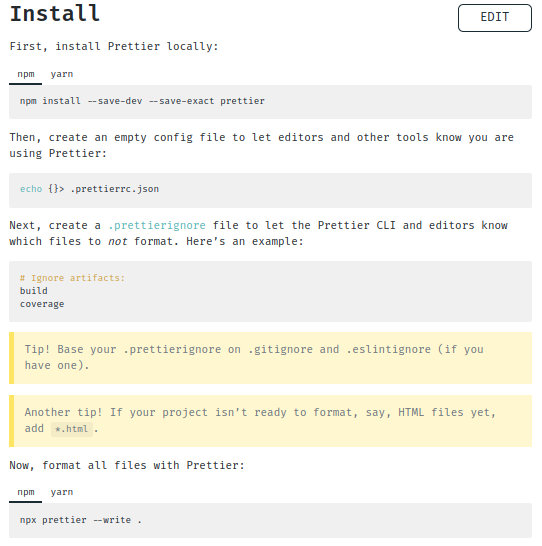 Install
EDIT
First, install Prettier locally:
npm yarn
npm install --save-dev --save-exact prettier
Then, create an empty config file to let editors and other tools know you are
using Prettier:
echo {}> .prettierrc.json
Next, create a .prettierignore file to let the Prettier CLI and editors know
which files to not format. Here’s an example:
# Ignore artifacts:
build
coverage
Tip! Base your .prettierignore on .gitignore and .eslintignore (if you
have one).
Another tip! If your project isn’t ready to format, say, HTML files yet,
add *.html.
Now, format all files with Prettier:
npm yarn
npx prettier --write .